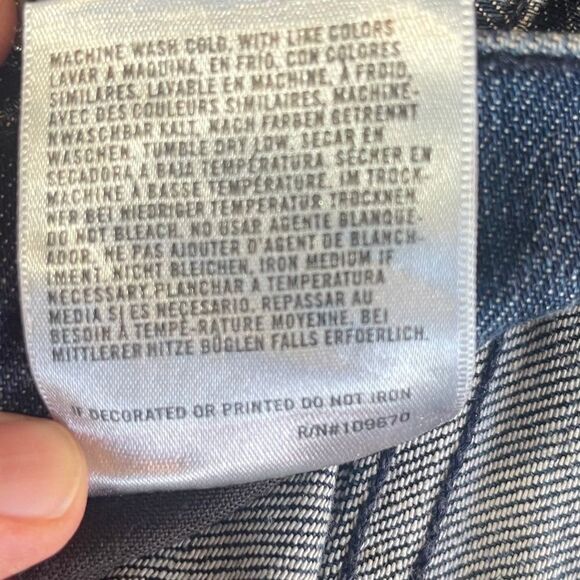 MACHINE WASH COLD, WITH LIKE COLORS
LAVAR A MAQUINA, EN FRIO, CON COLORES
SIMILARES, LAVABLE EN MACHINE, À FROID,
AVEC DES COULEURS SIMILAIRES, MACHINE-
NWASCHBAR KALT, NACH FARBEN GETRENNT
WASCHEN, TUMBLE DRY LOW, SECAR EN
SECADORA A BAJA TEMPERATURA, SÉCHER EN
MACHINE À BASSE TEMPÉRATURE, IM TROCK-
NER BEI NIEDRIGER TEMPERATUR TROCKNEN
DO NOT BLEACH, NO USAR AGENTE BLANQUE-
ADOR, NE PAS AJOUTER D'AGENT DE BLANCH-
IMENT, NICHT BLEICHEN, IRON MEDIUM IF
NECESSARY, PLANCHAR A TEMPERATURA
MEDIA SI ES NECESARIO, REPASSAR AU
BESOIN À TEMPÉ-RATURE MOYENNE, BEI
MITTLERER HITZE BÜGLEN FALLS ERFDERLICH.
IF DECORATED OR PRINTED DO NOT IRON
R/N#109870